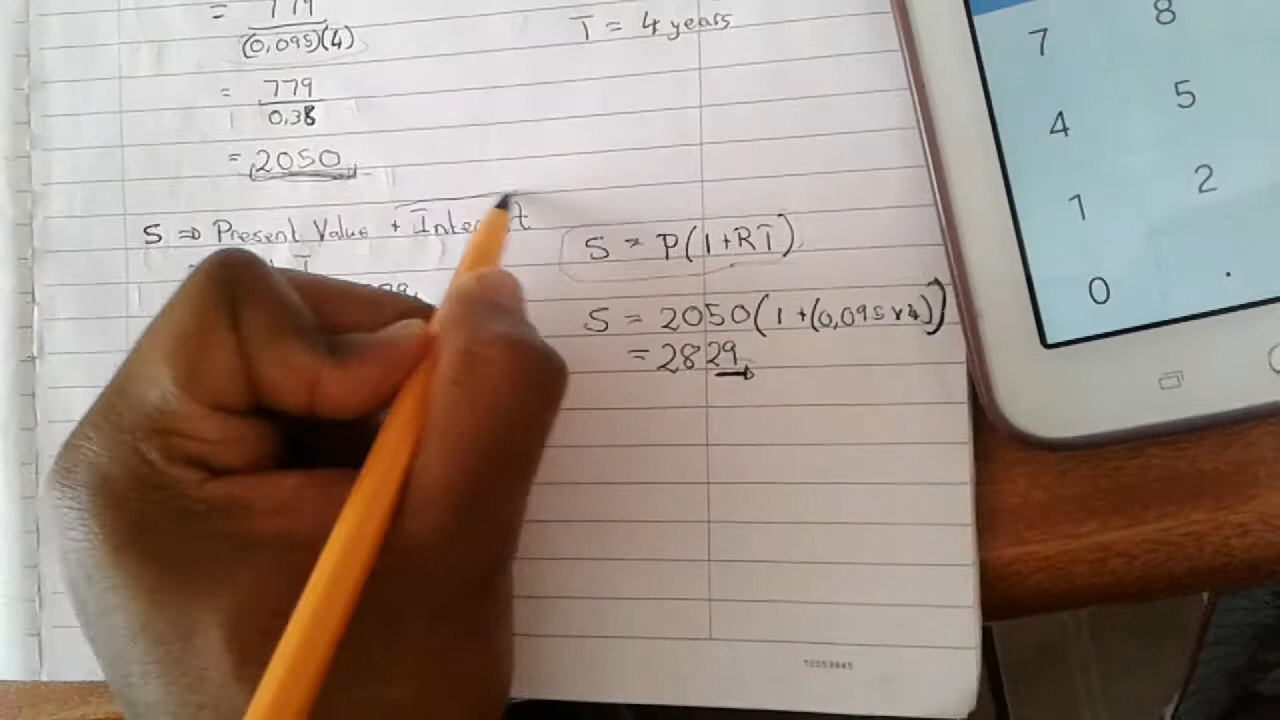 = 779
(0,095)(4)
T = 4 years
= 779
0,38
= 2050
S ⇒ Present Value +
S = P(1+RT)
S = 2050(1+(0,095×4))
= 2829
7 8
4 5
1 2
0 .